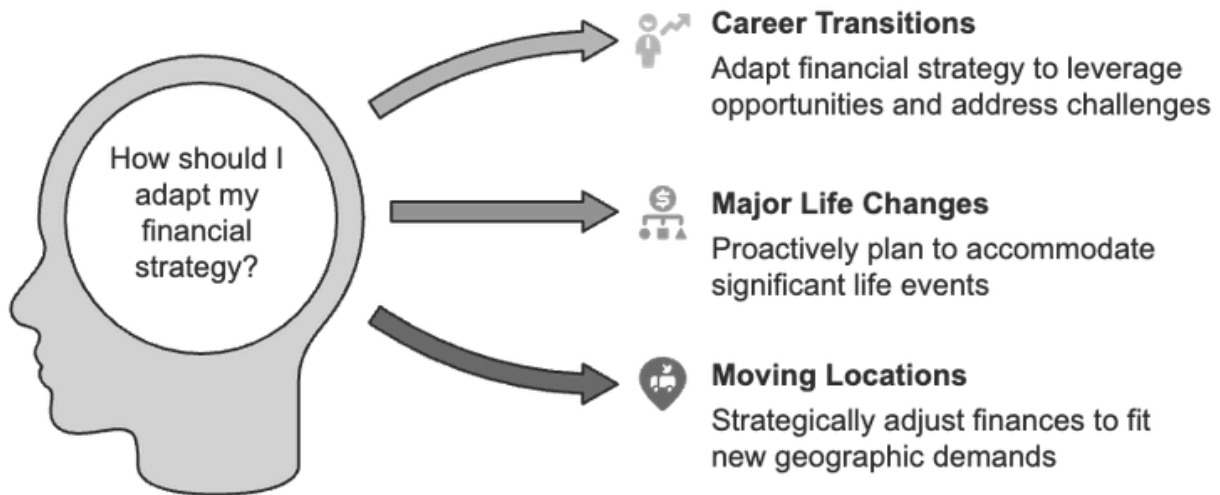 How should I
adapt my
financial
strategy?
Career Transitions
Adapt financial strategy to leverage
opportunities and address challenges
$
Major Life Changes
Proactively plan to accommodate
significant life events
Moving Locations
Strategically adjust finances to fit
new geographic demands